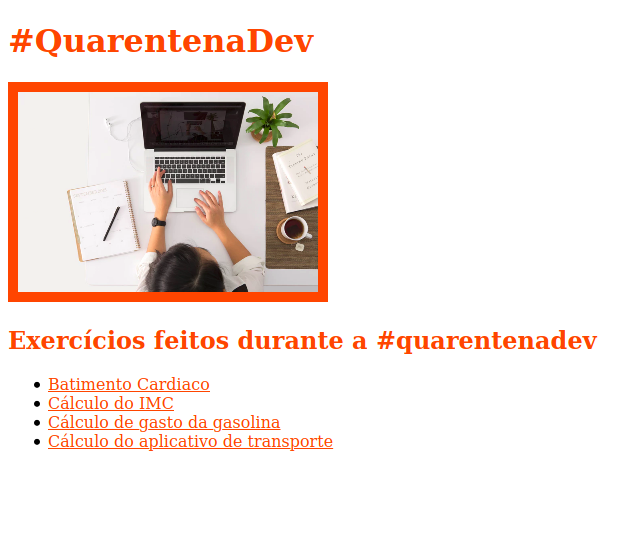 #QuarentenaDev
Exercícios feitos durante a #quarentenadev
Batimento Cardiaco
Cálculo do IMC
Cálculo de gasto da gasolina
Cálculo do aplicativo de transporte